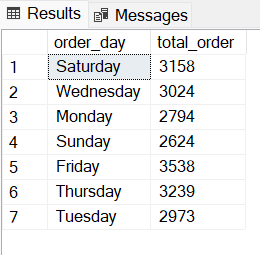 Results Messages
order_day total_order
1 Saturday 3158
2 Wednesday 3024
3 Monday 2794
4 Sunday 2624
5 Friday 3538
6 Thursday 3239
7 Tuesday 2973